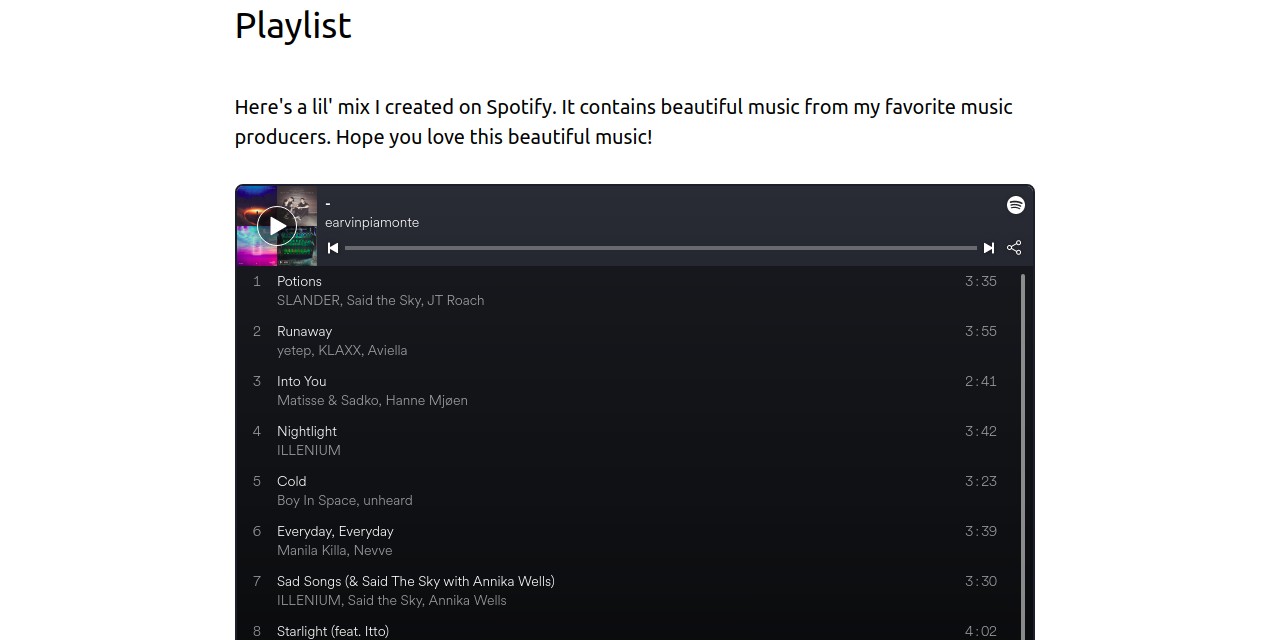 Playlist
Here's a lil' mix I created on Spotify. It contains beautiful music from my favorite music
producers. Hope you love this beautiful music!
-
earvinpiamonte
1 Potions 3:35
SLANDER, Said the Sky, JT Roach
2 Runaway 3:55
yetep, KLAXX, Aviella
3 Into You 2:41
Matisse & Sadko, Hanne Mjøen
4 Nightlight 3:42
ILLENIUM
5 Cold 3:23
Boy In Space, unheard
6 Everyday, Everyday 3:39
Manila Killa, Nevve
7 Sad Songs (& Said The Sky with Annika Wells) 3:30
ILLENIUM, Said the Sky, Annika Wells
8 Starlight (feat. Itto) 4:02